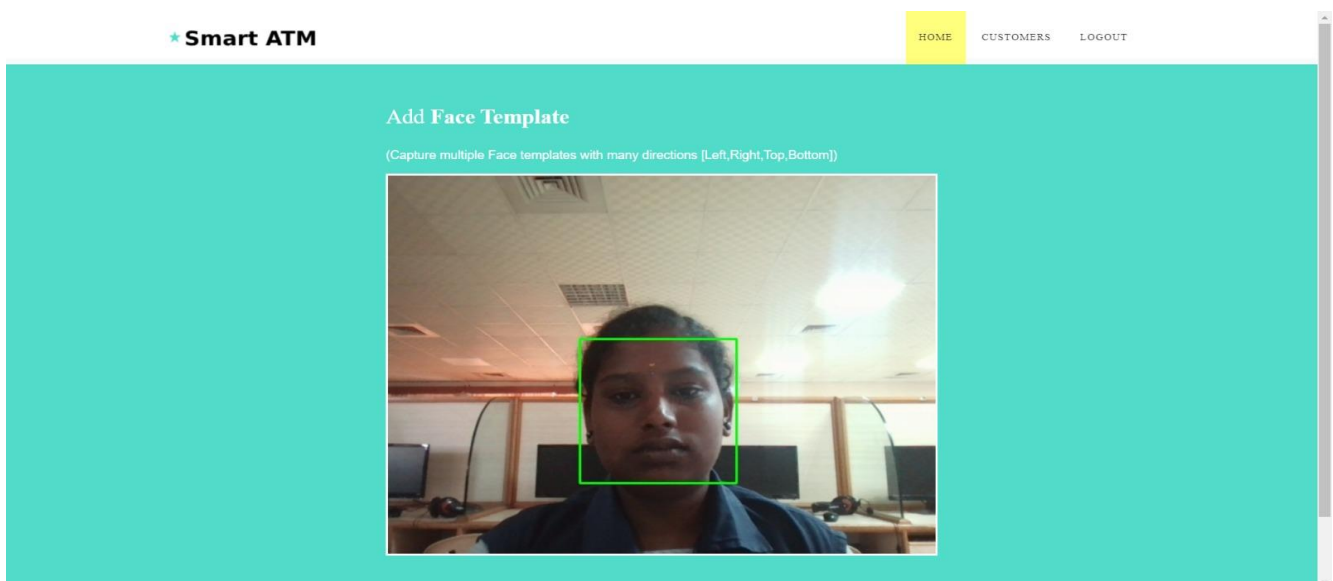 Smart ATM
HOME CUSTOMERS LOGOUT
Add Face Template
(Capture multiple Face templates with many directions [Left,Right,Top,Bottom])